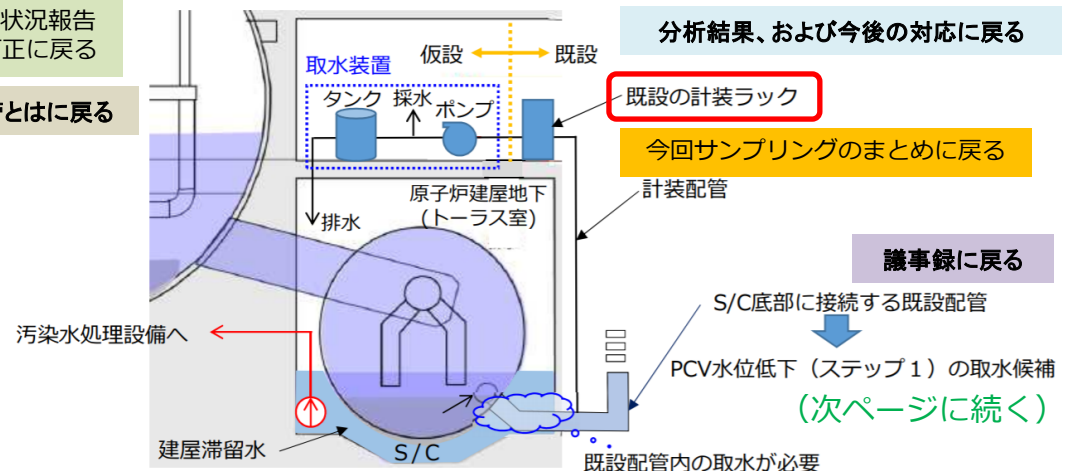 状況報告
正に戻る
とはに戻る
分析結果、および今後の対応に戻る
仮設
既設
取水装置
タンク
採水
ポンプ
既設の計装ラック
今回サンプリングのまとめに戻る
計装配管
原子炉建屋地下
(トーラス室)
排水
議事録に戻る
S/C底部に接続する既設配管
汚染水処理設備へ
PCV水位低下（ステップ１）の取水候補
(次ページに続く)
建屋滞留水
S/C
既設配管内の取水が必要